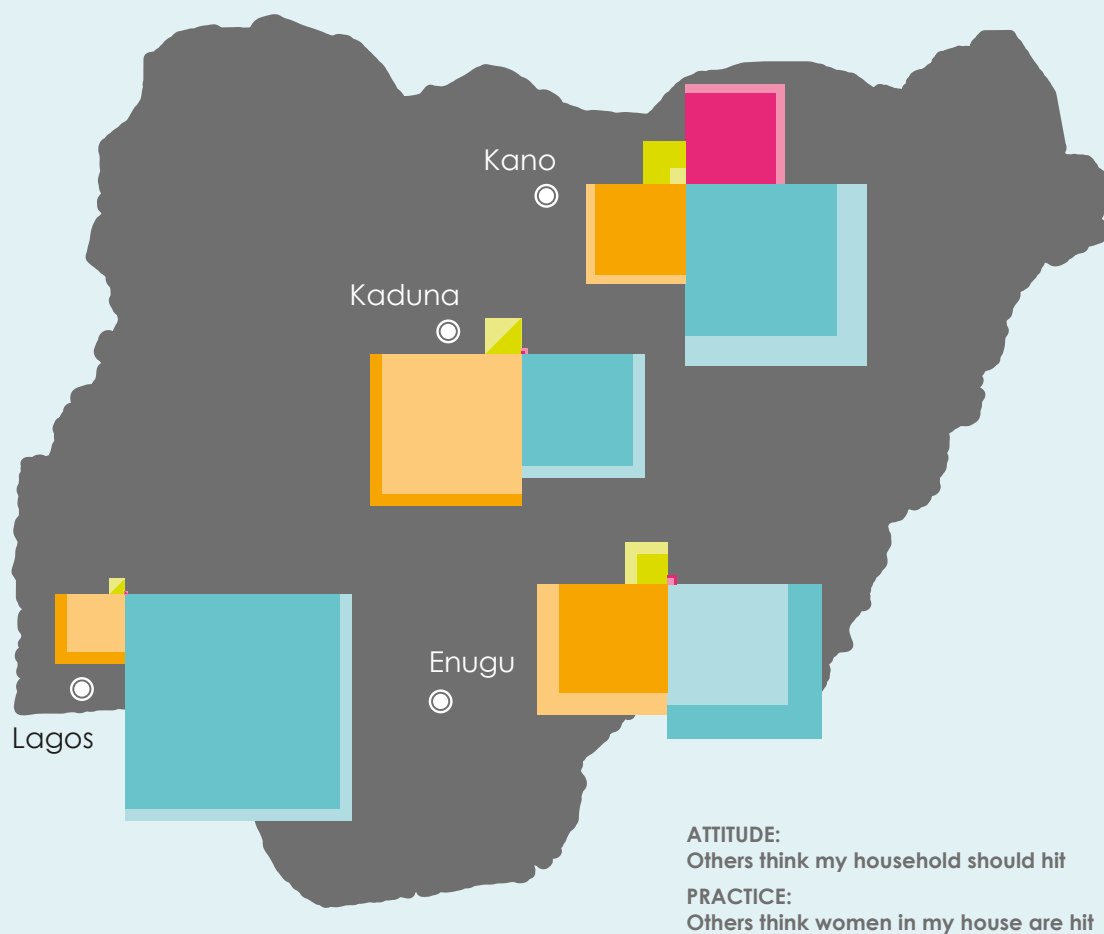 Kano
Kaduna
Enugu
Lagos
ATTITUDE:
Others think my household should hit
PRACTICE:
Others think women in my house are hit